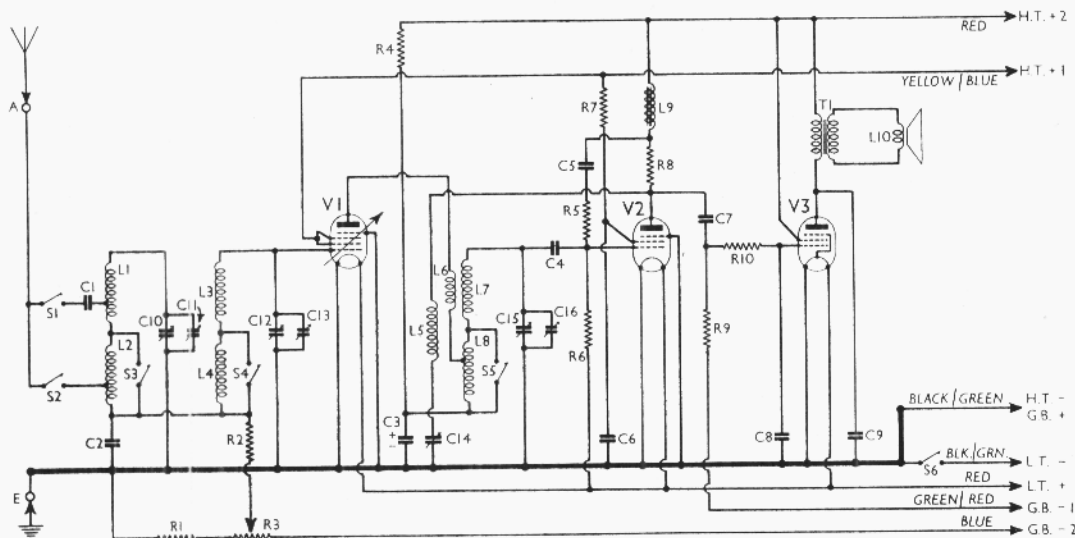 H.T. + 2
RED
R4
H.T. + 1
YELLOW/BLUE
A
R7
L9
T1
L10
C5
R8
V1
R5
V2
C7
V3
L1
C1
S1
L3
L6
L7
C4
R10
C11
C10
C12
C13
L5
C15
C16
L2
S3
L4
S4
L8
S5
R6
R9
S2
BLACK/GREEN
H.T. -
G.B. +
C2
R2
C3
+
-
C14
C6
C8
C9
BLK./GRN.
L.T. -
S6
RED
L.T. +
E
GREEN/RED
G.B. - 1
R1
R3
BLUE
G.B. - 2